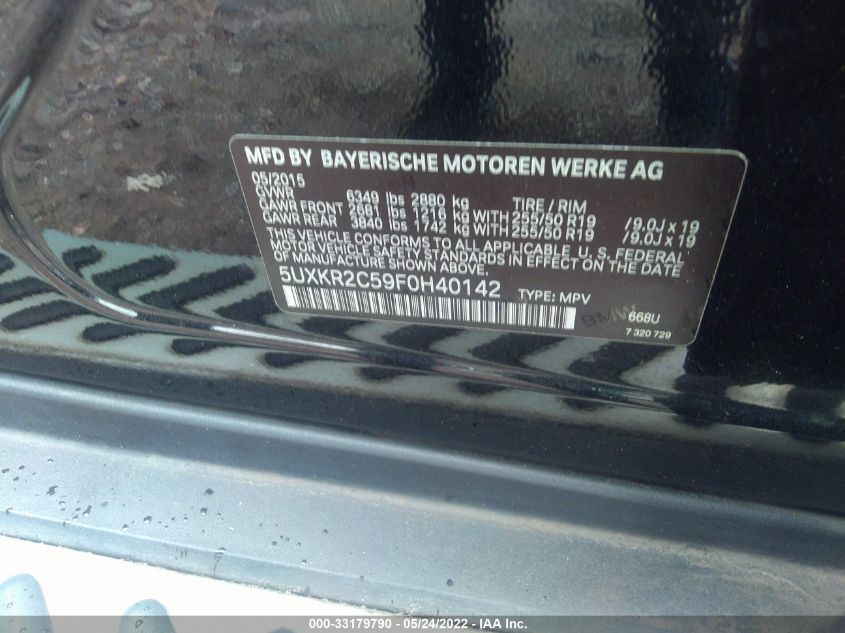 MFD BY BAYERISCHE MOTOREN WERKE AG
05/2015
GVWR 6349 lbs 2880 kg TIRE / RIM
GAWR FRONT 2681 lbs 1216 kg WITH 255/50 R19 /9.0J x 19
GAWR REAR 3840 lbs 1742 kg WITH 255/50 R19 /9.0J x 19
THIS VEHICLE CONFORMS TO ALL APPLICABLE U. S. FEDERAL
MOTOR VEHICLE SAFETY STANDARDS IN EFFECT ON THE DATE
OF MANUFACTURE SHOWN ABOVE.
5UXKR2C59F0H40142 TYPE: MPV
BMW 668U
7 320 729
000-33179790 - 05/24/2022 - IAA Inc.